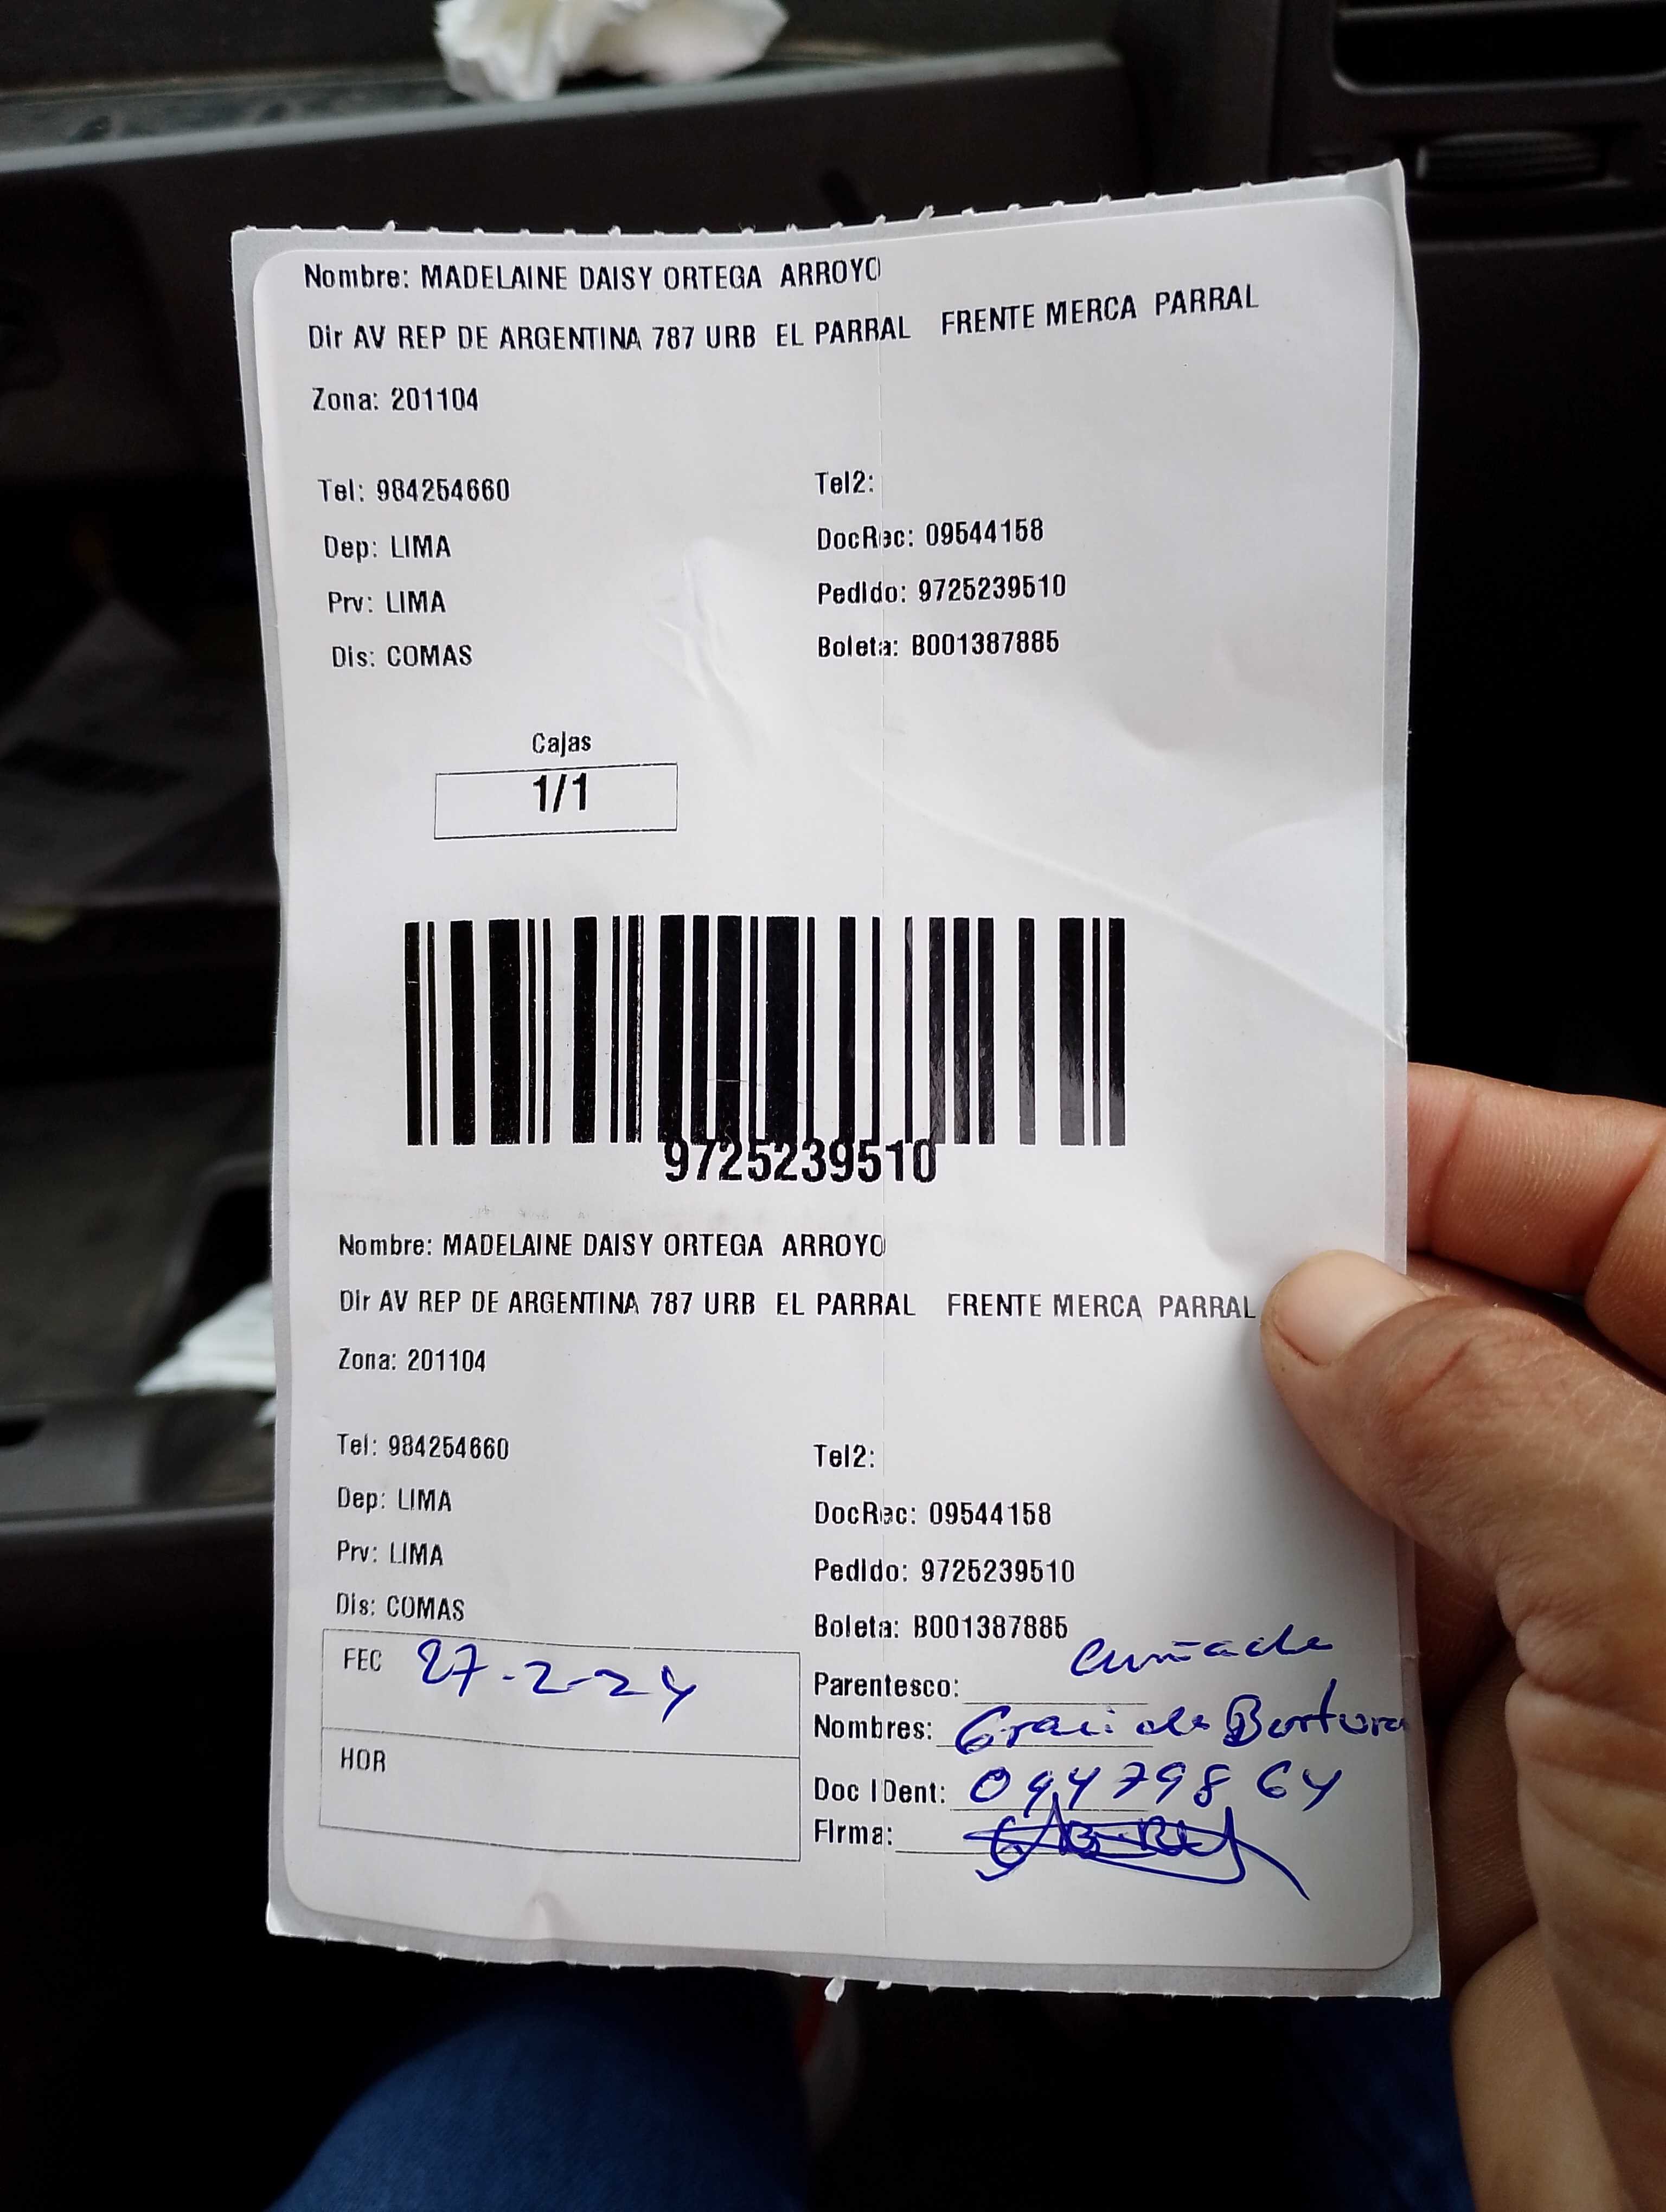 Nombre: MADELAINE DAISY ORTEGA ARROYO
Dir AV REP DE ARGENTINA 787 URB EL PARRAL FRENTE MERCA PARRAL
Zona: 201104
Tel: 984254660
Tel2:
Dep: LIMA
DocRec: 09544158
Prv: LIMA
Pedido: 9725239510
Dis: COMAS
Boleta: B001387885
Cajas
1/1
9725239510
Nombre: MADELAINE DAISY ORTEGA ARROYO
Dir AV REP DE ARGENTINA 787 URB EL PARRAL FRENTE MERCA PARRAL
Zona: 201104
Tel: 984254660
Tel2:
Dep: LIMA
DocRec: 09544158
Prv: LIMA
Pedido: 9725239510
Dis: COMAS
Boleta: B001387885
FEC 27-2-24
Parentesco: cuñada
Nombres:
HOR
Doc IDent: 09479864
Firma: